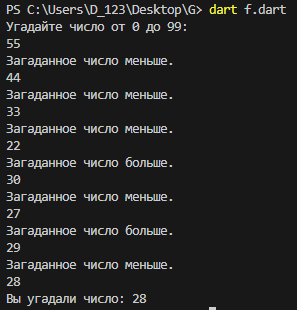 PS C:\Users\D_123\Desktop\G> dart f.dart
Угадайте число от 0 до 99:
55
Загаданное число меньше.
44
Загаданное число меньше.
33
Загаданное число меньше.
22
Загаданное число больше.
30
Загаданное число меньше.
27
Загаданное число больше.
29
Загаданное число меньше.
28
Вы угадали число: 28